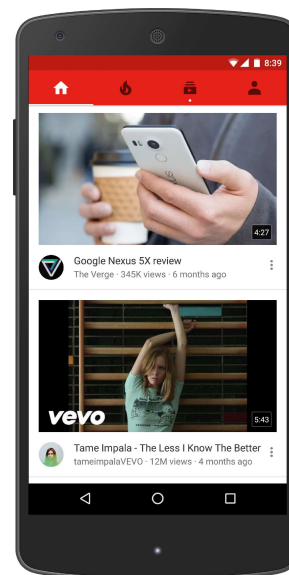 8:39
4:27
Google Nexus 5X review
The Verge · 345K views · 6 months ago
vevo
5:43
Tame Impala - The Less I Know The Better
tameimpalaVEVO · 12M views · 4 months ago